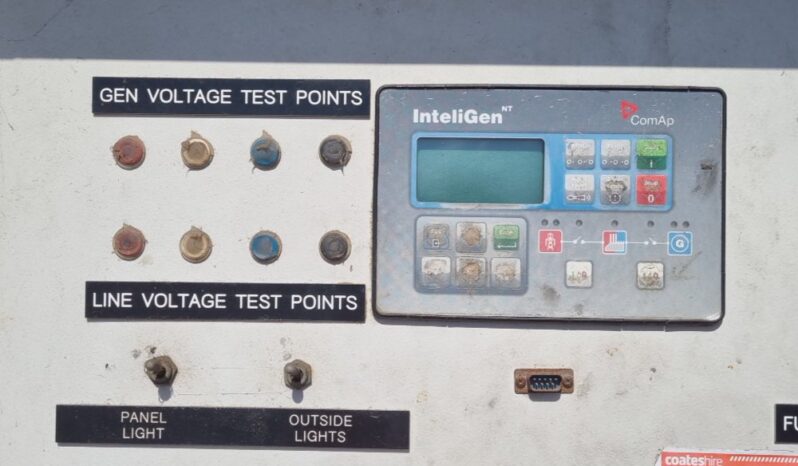 GEN VOLTAGE TEST POINTS
InteliGen NT
ComAp
LINE VOLTAGE TEST POINTS
PANEL
LIGHT
OUTSIDE
LIGHTS
FU
coateshire